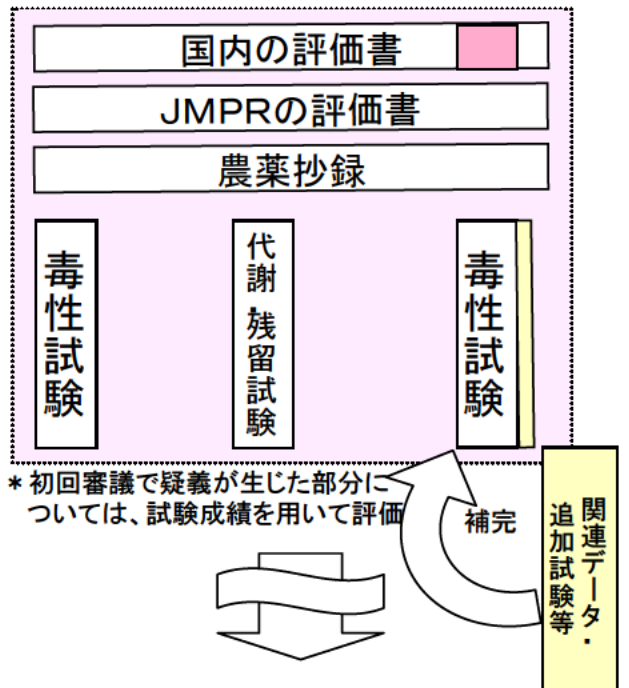 国内の評価書
JMPRの評価書
農薬抄録
毒性試験
代謝・残留試験
毒性試験
*初回審議で疑義が生じた部分に
ついては、試験成績を用いて評価
補完
関連データ・
追加試験等